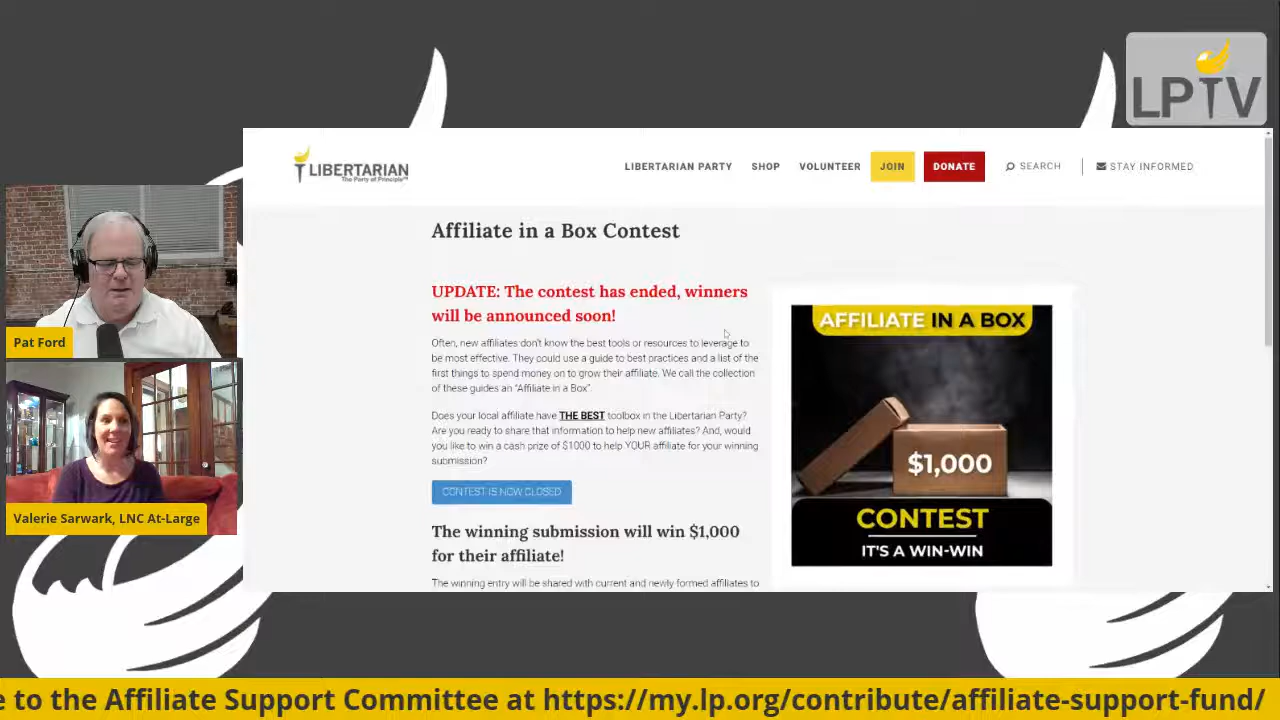 LPTV
LIBERTARIAN
The Party of Principle™
LIBERTARIAN PARTY
SHOP
VOLUNTEER
JOIN
DONATE
SEARCH
STAY INFORMED
Affiliate in a Box Contest
UPDATE: The contest has ended, winners
will be announced soon!
Often, new affiliates don't know the best tools or resources to leverage to
be most effective. They could use a guide to best practices and a list of the
first things to spend money on to grow their affiliate. We call the collection
of these guides an "Affiliate in a Box".
Does your local affiliate have THE BEST toolbox in the Libertarian Party?
Are you ready to share that information to help new affiliates? And, would
you like to win a cash prize of $1000 to help YOUR affiliate for your winning
submission?
CONTEST IS NOW CLOSED
The winning submission will win $1,000
for their affiliate!
The winning entry will be shared with current and newly formed affiliates to
AFFILIATE IN A BOX
$1,000
CONTEST
IT'S A WIN-WIN
Pat Ford
Valerie Sarwark, LNC At-Large
e to the Affiliate Support Committee at https://my.lp.org/contribute/affiliate-support-fund/